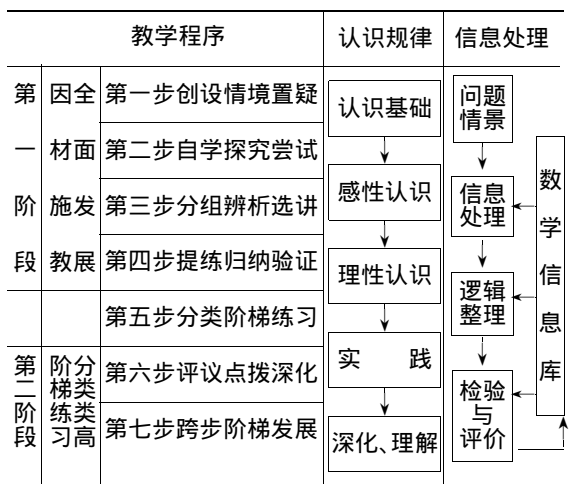 教学程序 认识规律 信息处理
第一阶段
因材施教
全面发展
第一步创设情境置疑
第二步自学探究尝试
第三步分组辨析选讲
第四步提练归纳验证
第五步分类阶梯练习
第二阶段
阶梯练习
分类类高
第六步评议点拨深化
第七步跨步阶梯发展
认识基础
感性认识
理性认识
实践
深化、理解
问题
情景
信息
处理
逻辑
整理
检验
与
评价
数学信息库